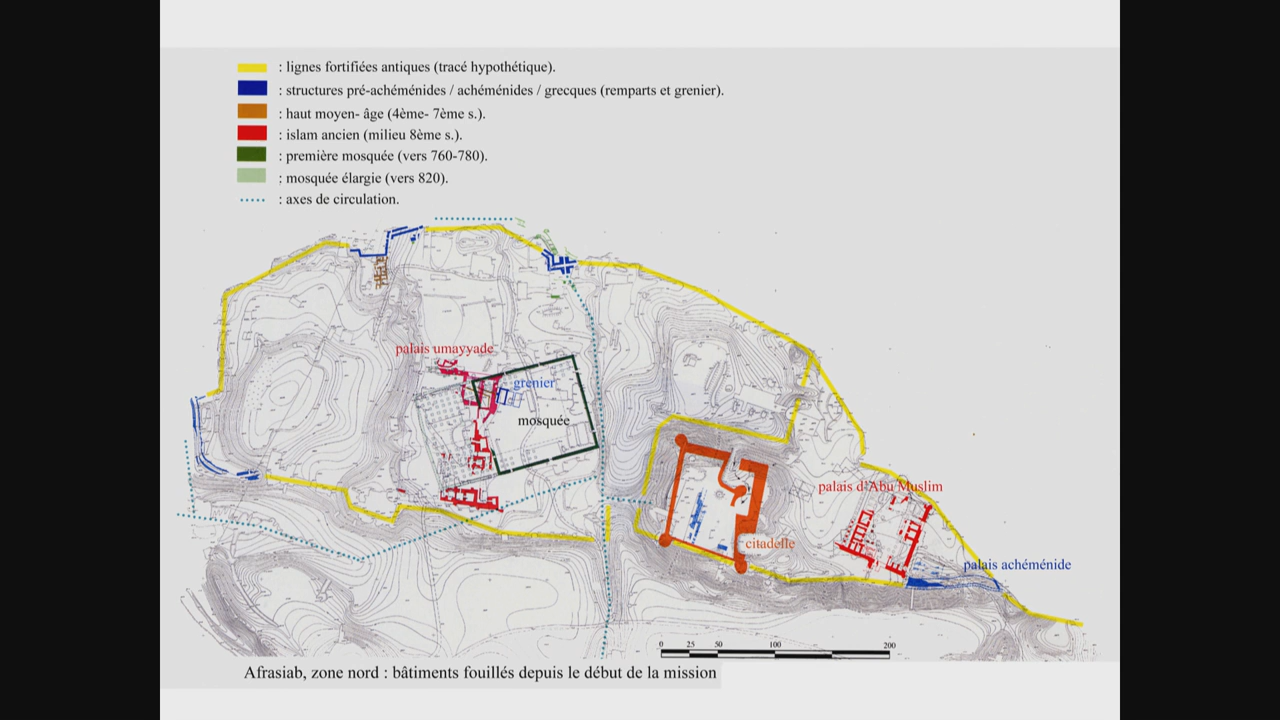 : lignes fortifiées antiques (tracé hypothétique).
: structures pré-achéménides / achéménides / grecques (remparts et grenier).
: haut moyen- âge (4ème- 7ème s.).
: islam ancien (milieu 8ème s.).
: première mosquée (vers 760-780).
: mosquée élargie (vers 820).
: axes de circulation.
palais umayyade
grenier
mosquée
palais d'Abu Muslim
citadelle
palais achéménide
0 25 50 100 200
Afrasiab, zone nord : bâtiments fouillés depuis le début de la mission